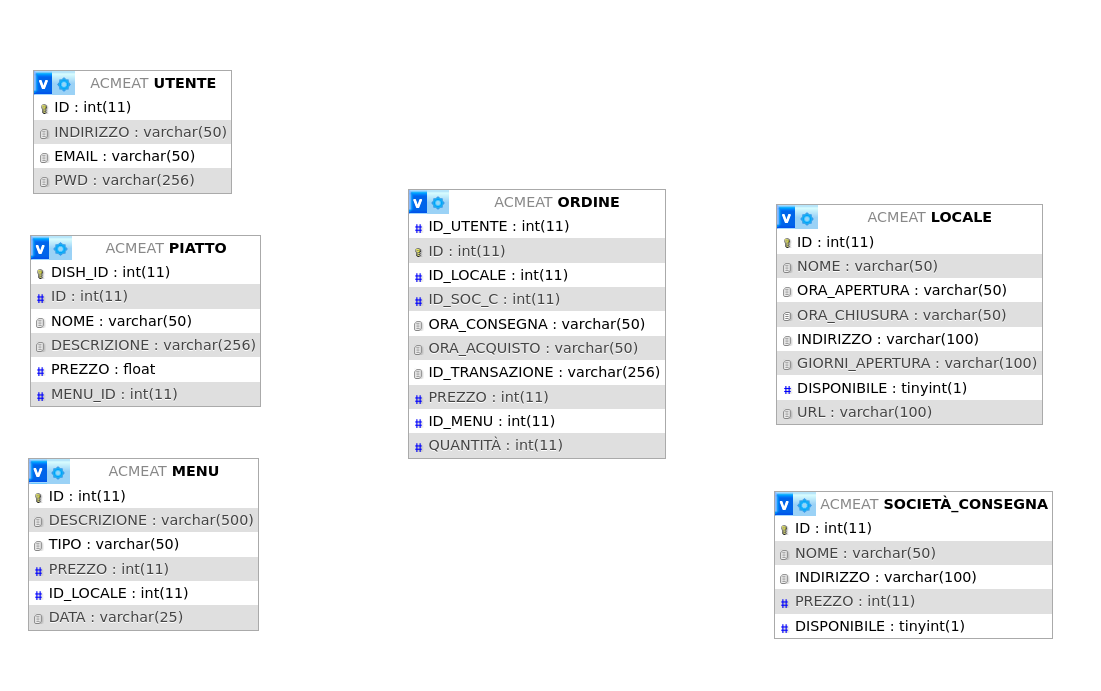 v ACMEAT UTENTE
ID : int(11)
INDIRIZZO : varchar(50)
EMAIL : varchar(50)
PWD : varchar(256)
v ACMEAT PIATTO
DISH_ID : int(11)
# ID : int(11)
NOME : varchar(50)
DESCRIZIONE : varchar(256)
# PREZZO : float
# MENU_ID : int(11)
v ACMEAT MENU
ID : int(11)
DESCRIZIONE : varchar(500)
TIPO : varchar(50)
# PREZZO : int(11)
# ID_LOCALE : int(11)
DATA : varchar(25)
v ACMEAT ORDINE
# ID_UTENTE : int(11)
ID : int(11)
# ID_LOCALE : int(11)
# ID_SOC_C : int(11)
ORA_CONSEGNA : varchar(50)
ORA_ACQUISTO : varchar(50)
ID_TRANSAZIONE : varchar(256)
# PREZZO : int(11)
# ID_MENU : int(11)
# QUANTITÀ : int(11)
v ACMEAT LOCALE
ID : int(11)
NOME : varchar(50)
ORA_APERTURA : varchar(50)
ORA_CHIUSURA : varchar(50)
INDIRIZZO : varchar(100)
GIORNI_APERTURA : varchar(100)
# DISPONIBILE : tinyint(1)
URL : varchar(100)
v ACMEAT SOCIETÀ_CONSEGNA
ID : int(11)
NOME : varchar(50)
INDIRIZZO : varchar(100)
# PREZZO : int(11)
# DISPONIBILE : tinyint(1)